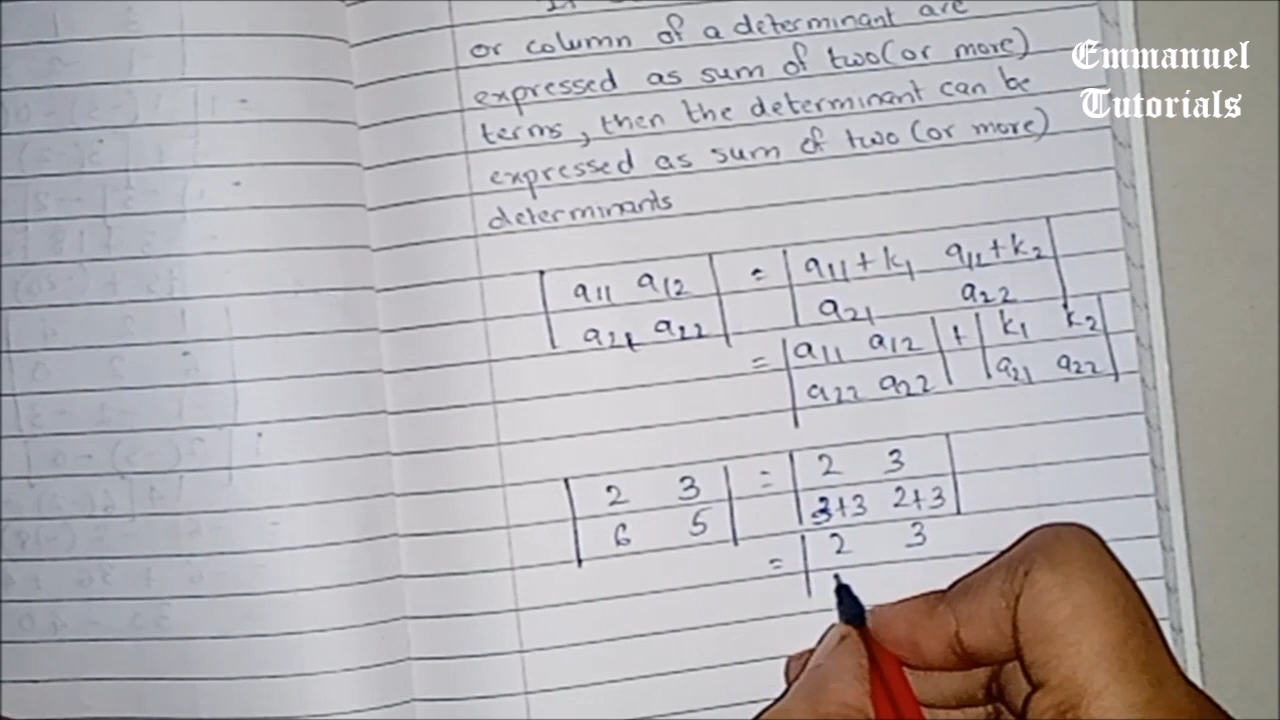 If
or column of a determinant are
expressed as sum of two (or more)
terms, then the determinant can be
expressed as sum of two (or more)
determinants
| a11 a12 | = | a11+k1 a12+k2 |
| a21 a22 | | a21 a22 |
= | a11 a12 | + | k1 k2 |
| a22 a22 | | a21 a22 |
| 2 3 | = | 2 3 |
| 6 5 | | 3+3 2+3 |
= | 2 3
Emmanuel
Tutorials